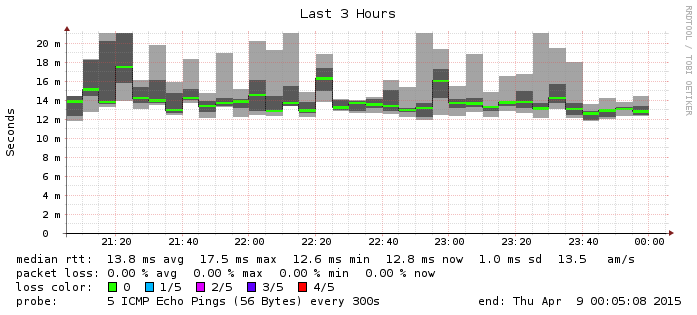 Last 3 Hours
RRDTOOL / TOBI OETIKER
Seconds
20 m
18 m
16 m
14 m
12 m
10 m
8 m
6 m
4 m
2 m
0
21:20 21:40 22:00 22:20 22:40 23:00 23:20 23:40 00:00
median rtt: 13.8 ms avg 17.5 ms max 12.6 ms min 12.8 ms now 1.0 ms sd 13.5 am/s
packet loss: 0.00 % avg 0.00 % max 0.00 % min 0.00 % now
loss color: 0 1/5 2/5 3/5 4/5
probe: 5 ICMP Echo Pings (56 Bytes) every 300s end: Thu Apr 9 00:05:08 2015